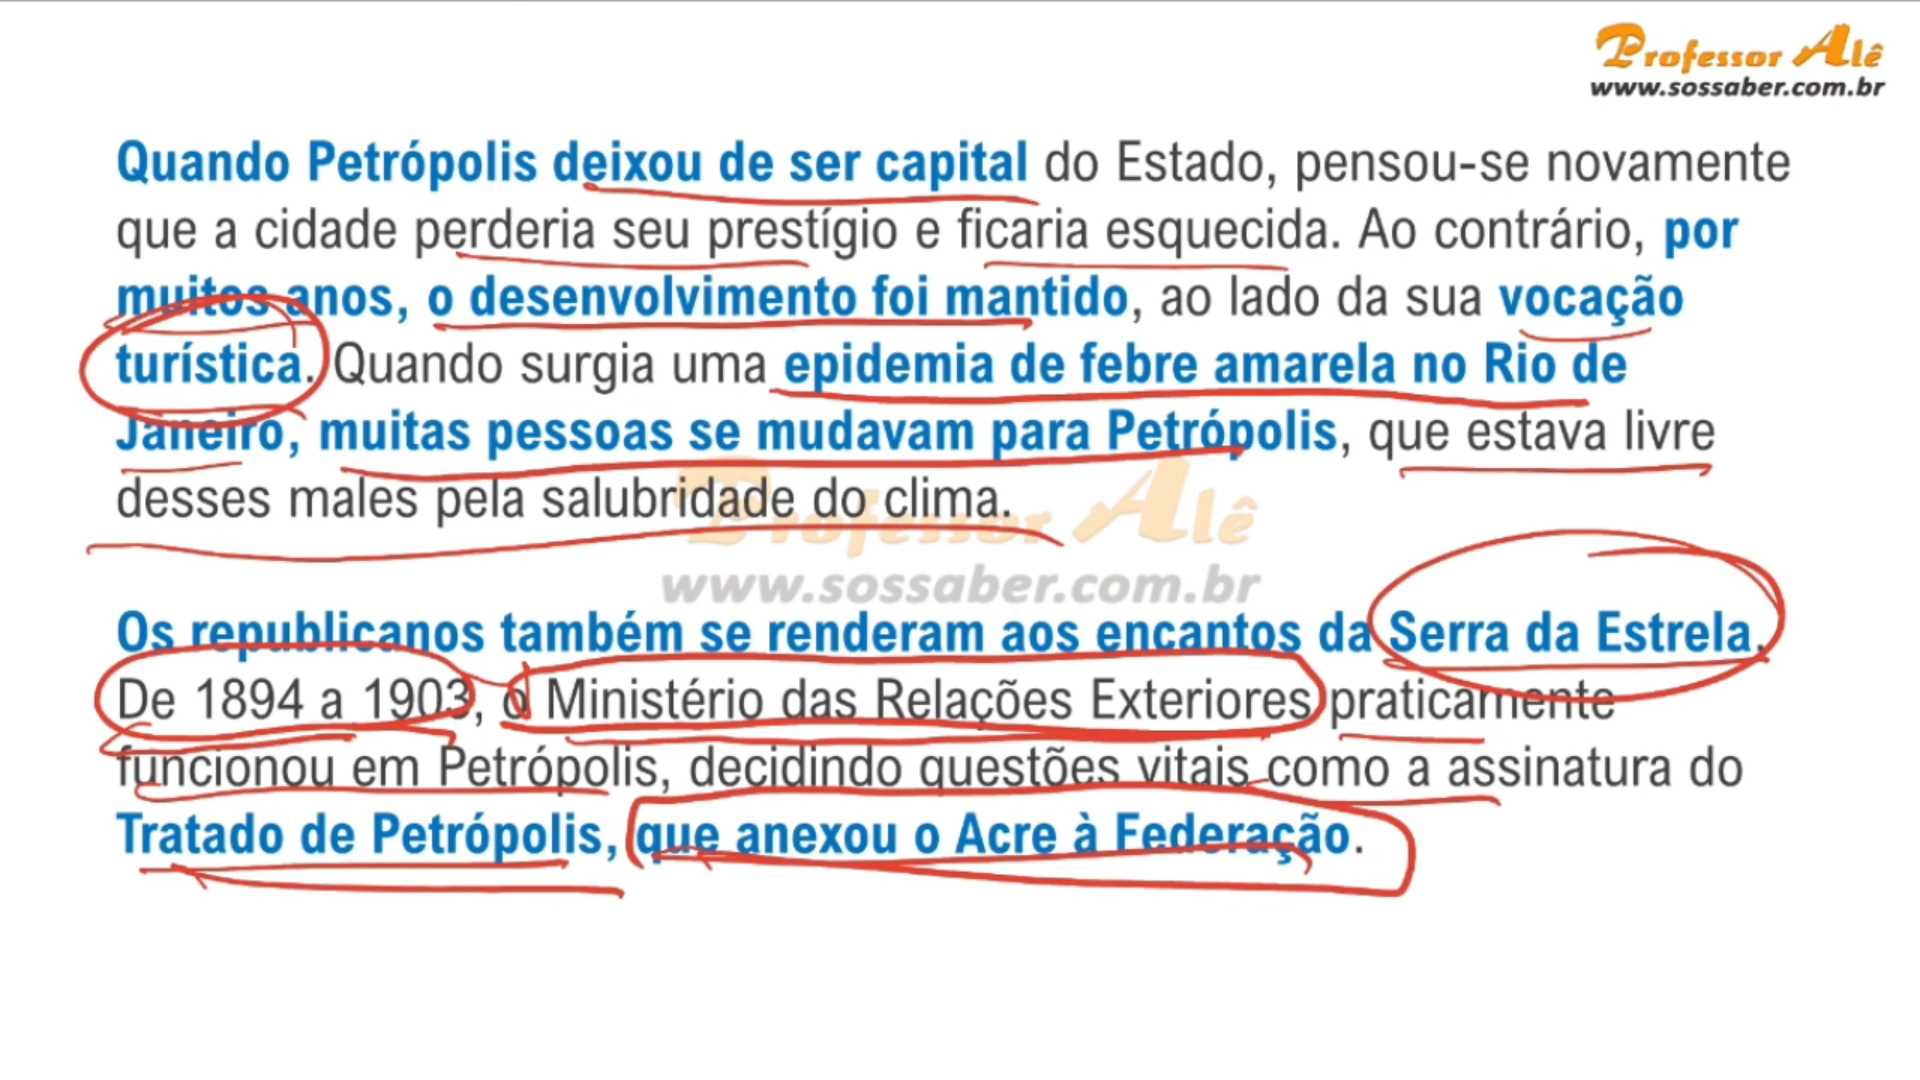 Professor Alê
www.sossaber.com.br
Quando Petrópolis deixou de ser capital do Estado, pensou-se novamente
que a cidade perderia seu prestígio e ficaria esquecida. Ao contrário, por
muitos anos, o desenvolvimento foi mantido, ao lado da sua vocação
turística. Quando surgia uma epidemia de febre amarela no Rio de
Janeiro, muitas pessoas se mudavam para Petrópolis, que estava livre
desses males pela salubridade do clima.
Professor Alê
www.sossaber.com.br
Os republicanos também se renderam aos encantos da Serra da Estrela.
De 1894 a 1903, o Ministério das Relações Exteriores praticamente
funcionou em Petrópolis, decidindo questões vitais como a assinatura do
Tratado de Petrópolis, que anexou o Acre à Federação.